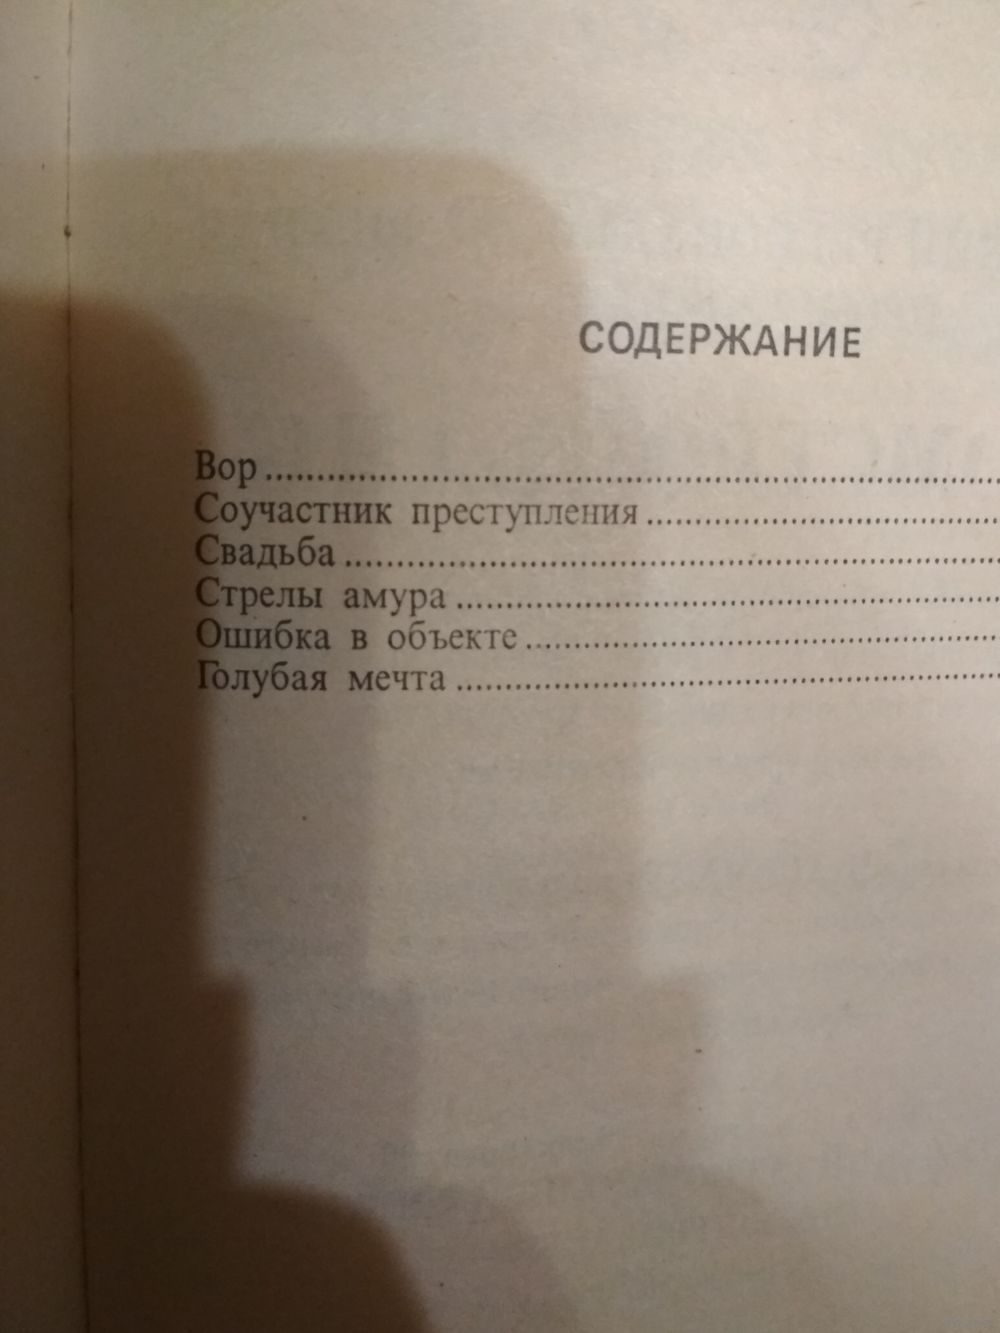 СОДЕРЖАНИЕ
Вор
Соучастник преступления
Свадьба
Стрелы амура
Ошибка в объекте
Голубая мечта